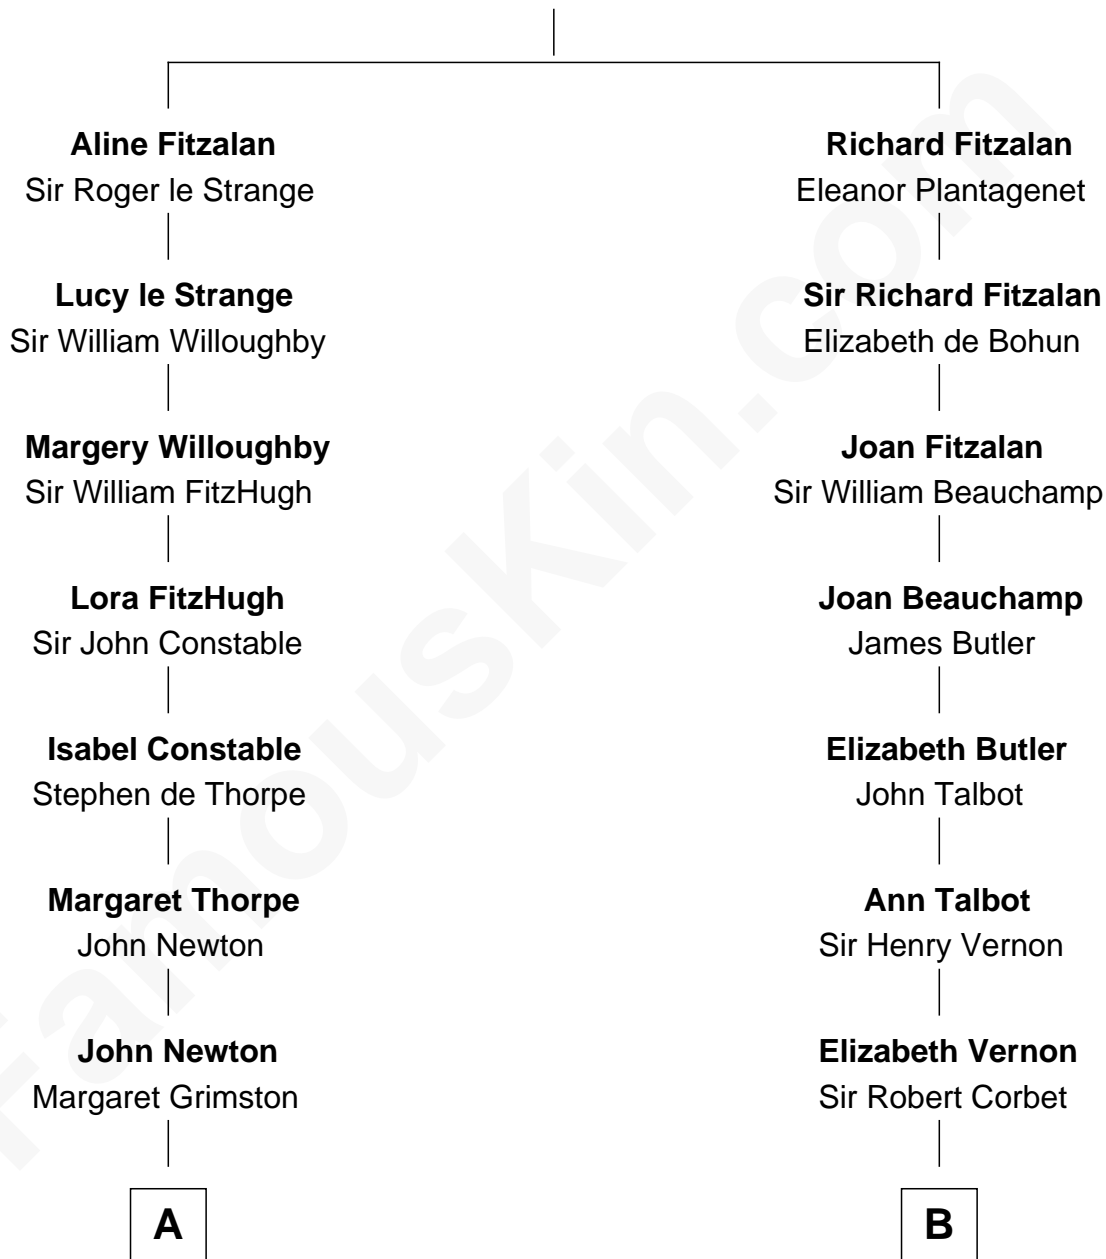 Aline Fitzalan
Sir Roger le Strange
Lucy le Strange
Sir William Willoughby
Margery Willoughby
Sir William FitzHugh
Lora FitzHugh
Sir John Constable
Isabel Constable
Stephen de Thorpe
Margaret Thorpe
John Newton
John Newton
Margaret Grimston
A
Richard Fitzalan
Eleanor Plantagenet
Sir Richard Fitzalan
Elizabeth de Bohun
Joan Fitzalan
Sir William Beauchamp
Joan Beauchamp
James Butler
Elizabeth Butler
John Talbot
Ann Talbot
Sir Henry Vernon
Elizabeth Vernon
Sir Robert Corbet
B
FamousKin.com